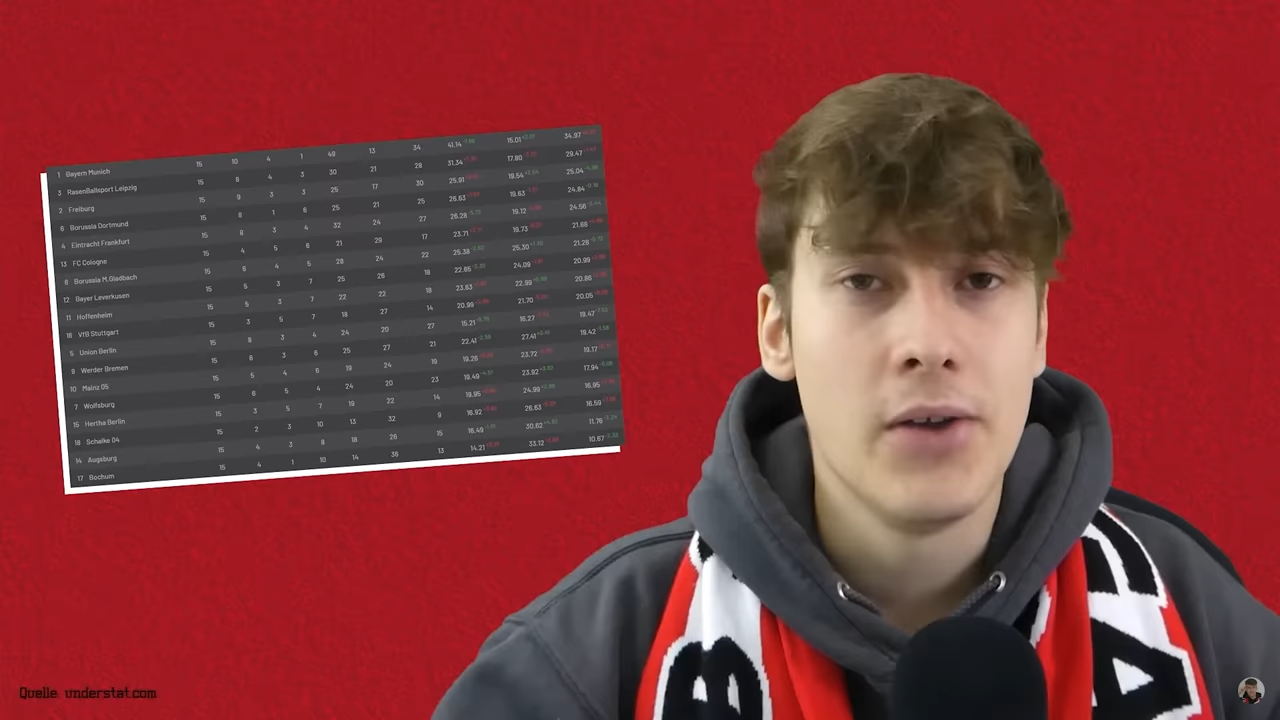 1 Bayern Munich 15 10 4 1 49 13 34 41.14 15.01 34.97
3 RasenBallsport Leipzig 15 8 4 3 30 21 28 31.34 17.80 29.47
2 Freiburg 15 9 3 3 25 17 30 25.91 19.54 25.04
6 Borussia Dortmund 15 8 1 6 25 21 25 26.63 19.63 24.84
4 Eintracht Frankfurt 15 8 3 4 32 24 27 26.28 19.12 24.56
13 FC Cologne 15 4 5 6 21 29 17 23.71 19.73 21.68
8 Borussia M.Gladbach 15 6 4 5 28 24 22 25.38 25.30 21.28
12 Bayer Leverkusen 15 5 3 7 25 26 18 22.65 24.09 20.99
11 Hoffenheim 15 5 3 7 22 22 18 23.63 22.99 20.86
16 VfB Stuttgart 15 3 5 7 18 27 14 20.99 21.70 20.05
5 Union Berlin 15 8 3 4 24 20 27 15.21 16.27 19.47
9 Werder Bremen 15 6 3 6 25 27 21 22.41 27.41 19.42
10 Mainz 05 15 5 4 6 19 24 19 19.26 23.72 19.17
7 Wolfsburg 15 6 5 4 24 20 23 19.49 23.92 17.94
15 Hertha Berlin 15 3 5 7 19 22 14 19.95 24.99 16.95
18 Schalke 04 15 2 3 10 13 32 9 16.92 26.63 16.59
14 Augsburg 15 4 3 8 18 26 15 16.49 30.62 11.76
17 Bochum 15 4 1 10 14 36 13 14.21 33.12 10.67
Quelle understat.com